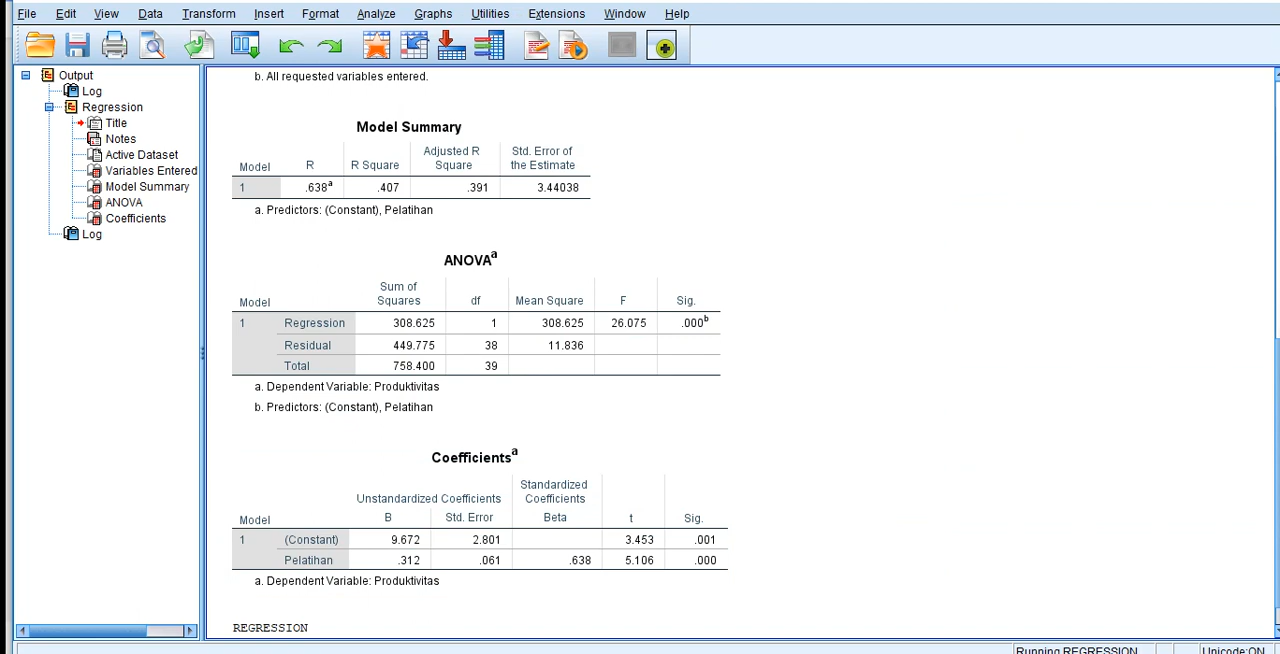 File Edit View Data Transform Insert Format Analyze Graphs Utilities Extensions Window Help
Output
Log
Regression
Title
Notes
Active Dataset
Variables Entered
Model Summary
ANOVA
Coefficients
Log
b. All requested variables entered.
Model Summary
Model R R Square Adjusted R Square Std. Error of the Estimate
1 .638a .407 .391 3.44038
a. Predictors: (Constant), Pelatihan
ANOVAa
Model Sum of Squares df Mean Square F Sig.
1 Regression 308.625 1 308.625 26.075 .000b
Residual 449.775 38 11.836
Total 758.400 39
a. Dependent Variable: Produktivitas
b. Predictors: (Constant), Pelatihan
Coefficientsa
Unstandardized Coefficients Standardized Coefficients
Model B Std. Error Beta t Sig.
1 (Constant) 9.672 2.801 3.453 .001
Pelatihan .312 .061 .638 5.106 .000
a. Dependent Variable: Produktivitas
REGRESSION
Running REGRESSION Unicode:ON